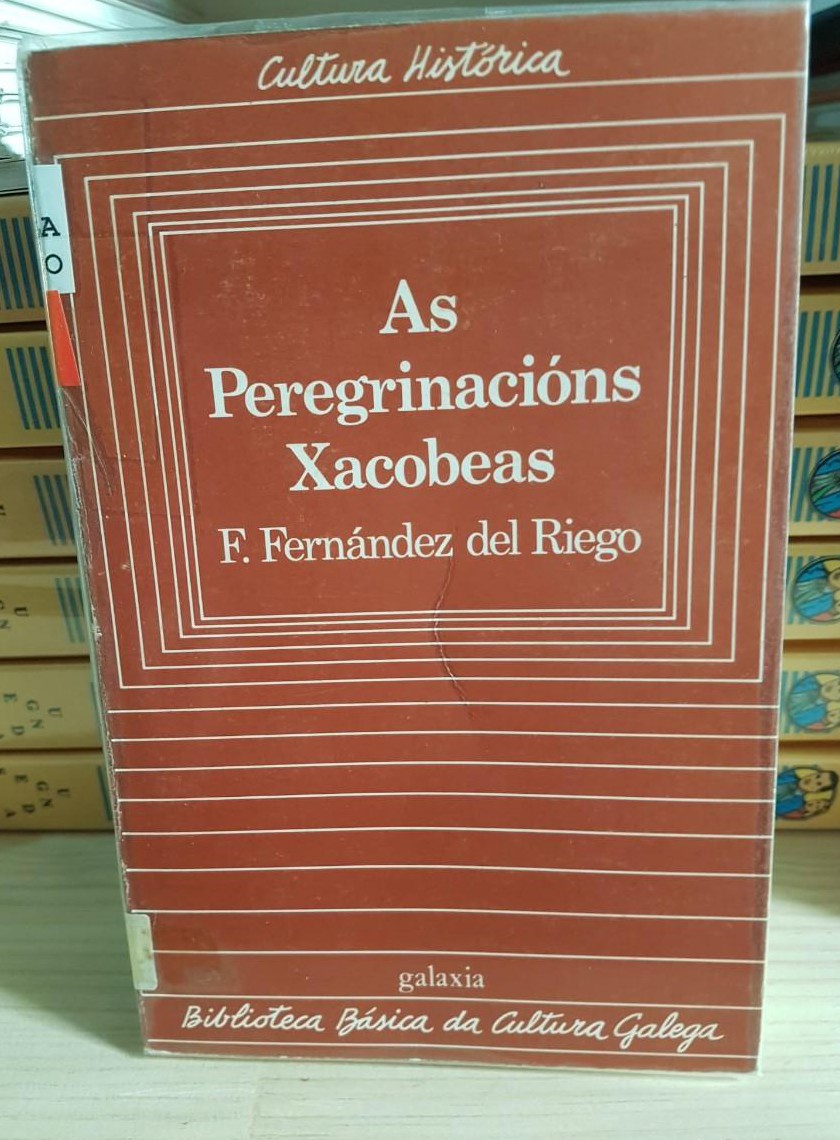 Cultura Histórica
A
O
As
Peregrinacións
Xacobeas
F. Fernández del Riego
galaxia
Biblioteca Básica da Cultura Galega